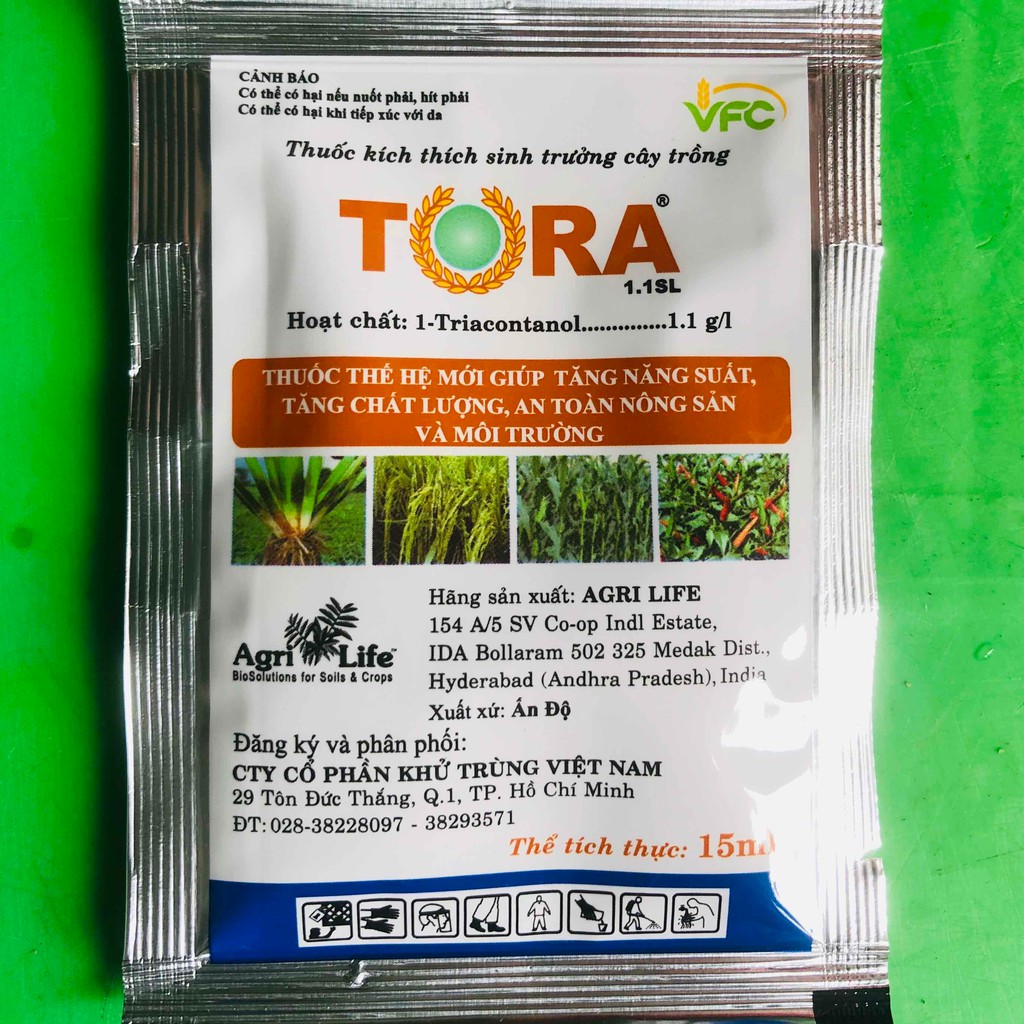 CẢNH BÁO
Có thể có hại nếu nuốt phải, hít phải
Có thể có hại khi tiếp xúc với da
VFC
Thuốc kích thích sinh trưởng cây trồng
TORA®
1.1SL
Hoạt chất: 1-Triacontanol..............1.1 g/l
THUỐC THẾ HỆ MỚI GIÚP TĂNG NĂNG SUẤT,
TĂNG CHẤT LƯỢNG, AN TOÀN NÔNG SẢN
VÀ MÔI TRƯỜNG
Agri Life™
BioSolutions for Soils & Crops
Hãng sản xuất: AGRI LIFE
154 A/5 SV Co-op Indl Estate,
IDA Bollaram 502 325 Medak Dist.,
Hyderabad (Andhra Pradesh), India
Xuất xứ: Ấn Độ
Đăng ký và phân phối:
CTY CỔ PHẦN KHỬ TRÙNG VIỆT NAM
29 Tôn Đức Thắng, Q.1, TP. Hồ Chí Minh
ĐT: 028-38228097 - 38293571
Thể tích thực: 15ml